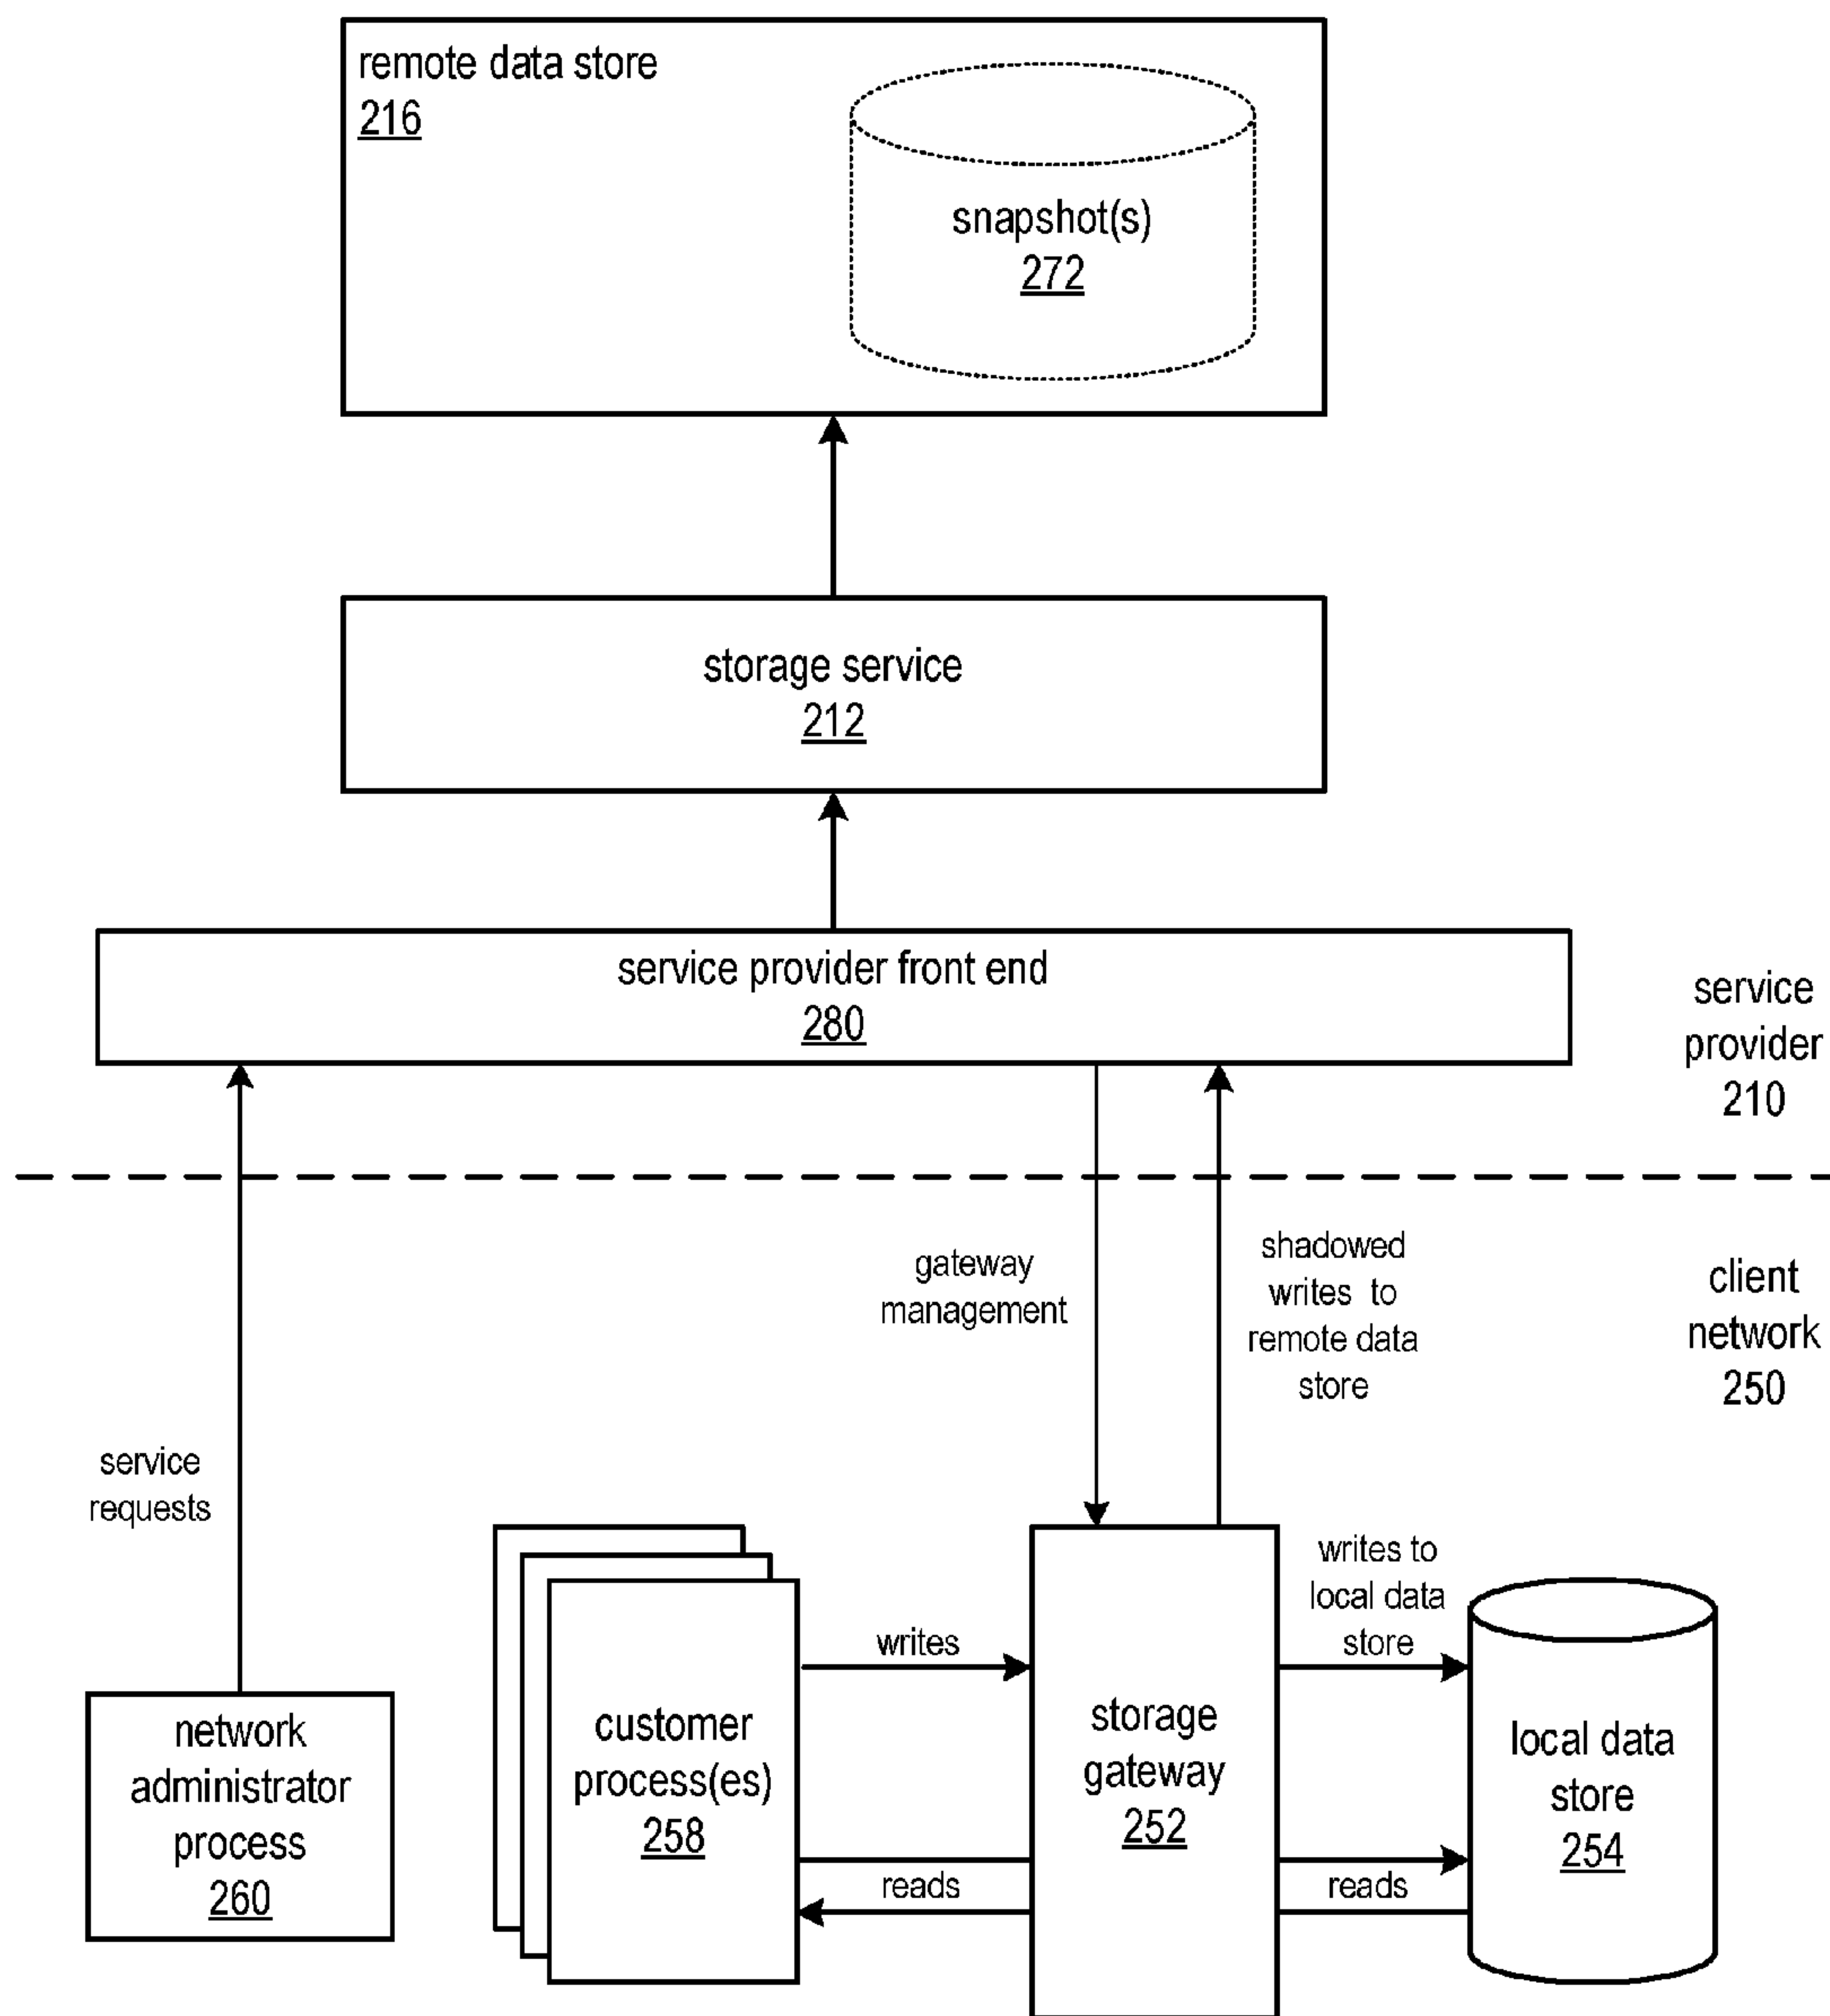 remote data store
216
snapshot(s)
272
storage service
212
service provider front end
280
service
provider
210
client
network
250
gateway
management
shadowed
writes to
remote data
store
service
requests
network
administrator
process
260
customer
process(es)
258
writes
reads
storage
gateway
252
writes to
local data
store
reads
local data
store
254